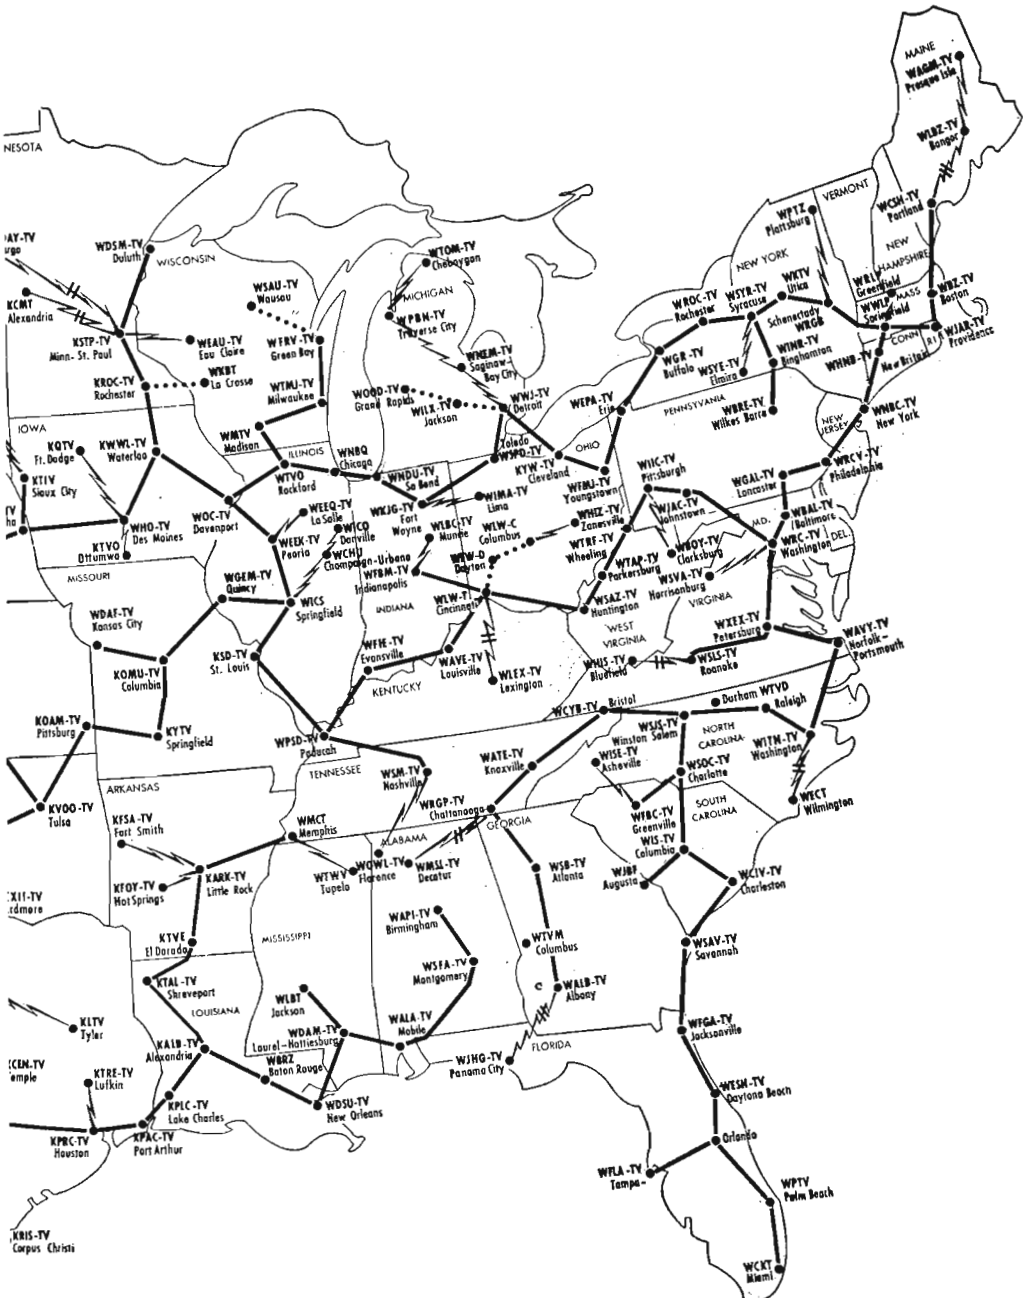 MAINE
WAGM-TV
Presque Isle
WLBZ-TV
Bangor
NESOTA
VERMONT
WCSH-TV
Portland
WPTZ
Plattsburg
NEW
HAMPSHIRE
AY-TV
WDSM-TV
Duluth
WISCONSIN
WTOM-TV
Cheboygan
NEW YORK
WKTV
Utica
WRLP
Greenfield
WBZ-TV
Boston
WSAU-TV
Wausau
MICHIGAN
KCMT
Alexandria
WROC-TV
Rochester
WSYR-TV
Syracuse
WWLP
Springfield
MASS
Schenectady
WRGB
WJAR-TV
Providence
CONN
R I
WPBN-TV
Traverse City
KSTP-TV
Minn. St. Paul
WEAU-TV
Eau Claire
WFRV-TV
Green Bay
WGR-TV
Buffalo
WSYE-TV
Elmira
WINR-TV
Binghamton
WHNB-TV
New Britain
WNEM-TV
Saginaw-
Bay City
KROC-TV
Rochester
WKBT
La Crosse
WTMJ-TV
Milwaukee
WOOD-TV
Grand Rapids
WILX-TV
Jackson
WWJ-TV
Detroit
WEPA-TV
Erie
PENNSYLVANIA
WBRE-TV
Wilkes Barre
NEW
JERSEY
WNBC-TV
New York
IOWA
KQTV
Ft. Dodge
KWWL-TV
Waterloo
WMTV
Madison
ILLINOIS
WNBQ
Chicago
Toledo
WSPD-TV
OHIO
KYW-TV
Cleveland
WFMJ-TV
Youngstown
WIIC-TV
Pittsburgh
WGAL-TV
Lancaster
WRCV-TV
Philadelphia
KTIV
Sioux City
WTVO
Rockford
WNDU-TV
So Bend
WOC-TV
Davenport
WKJG-TV
Fort
Wayne
WIMA-TV
Lima
WJAC-TV
Johnstown
WBAL-TV
Baltimore
MD.
DEL.
WHO-TV
Des Moines
KTVO
Ottumwa
WEEQ-TV
La Salle
WICD
Danville
WEEK-TV
Peoria
WCHU
Champaign-Urbana
WLBC-TV
Muncie
WLW-C
Columbus
WHIZ-TV
Zanesville
WTRF-TV
Wheeling
WBOY-TV
Clarksburg
WRC-TV
Washington
MISSOURI
WGEM-TV
Quincy
WFBM-TV
Indianapolis
WLW-D
Dayton
WTAP-TV
Parkersburg
WSVA-TV
Harrisonburg
WDAF-TV
Kansas City
WICS
Springfield
INDIANA
WLW-T
Cincinnati
WSAZ-TV
Huntington
VIRGINIA
WEST
VIRGINIA
WXEX-TV
Petersburg
WAVY-TV
Norfolk-
Portsmouth
KSD-TV
St. Louis
WFIE-TV
Evansville
WAVE-TV
Louisville
WLEX-TV
Lexington
WHIS-TV
Bluefield
WSLS-TV
Roanoke
KOMU-TV
Columbia
KENTUCKY
WCYB-TV
Bristol
Durham WTVD
Raleigh
KOAM-TV
Pittsburg
KYTV
Springfield
WPSD-TV
Paducah
WSJS-TV
Winston Salem
NORTH
CAROLINA
WITN-TV
Washington
TENNESSEE
WSM-TV
Nashville
WATE-TV
Knoxville
WISE-TV
Asheville
WSOC-TV
Charlotte
ARKANSAS
KVOO-TV
Tulsa
WRGP-TV
Chattanooga
SOUTH
CAROLINA
WECT
Wilmington
KFSA-TV
Fort Smith
WMCT
Memphis
GEORGIA
WFBC-TV
Greenville
ALABAMA
WIS-TV
Columbia
KFOY-TV
Hot Springs
KARK-TV
Little Rock
WTWV
Tupelo
WOWL-TV
Florence
WMSL-TV
Decatur
WSB-TV
Atlanta
WJBF
Augusta
WCIV-TV
Charleston
XII-TV
rdmore
WAPI-TV
Birmingham
KTVE
El Dorado
MISSISSIPPI
WTVM
Columbus
WSAV-TV
Savannah
WSFA-TV
Montgomery
KTAL-TV
Shreveport
WLBT
Jackson
C
WALB-TV
Albany
LOUISIANA
KLTV
Tyler
WDAM-TV
Laurel-Hattiesburg
WALA-TV
Mobile
WFGA-TV
Jacksonville
KALB-TV
Alexandria
FLORIDA
WBRZ
Baton Rouge
WJHG-TV
Panama City
KCEN-TV
emple
KTRE-TV
Lufkin
KPLC-TV
Lake Charles
WDSU-TV
New Orleans
WESH-TV
Daytona Beach
KPRC-TV
Houston
KPAC-TV
Port Arthur
Orlando
WFLA-TV
Tampa-
WPTV
Palm Beach
KRIS-TV
Corpus Christi
WCKT
Miami